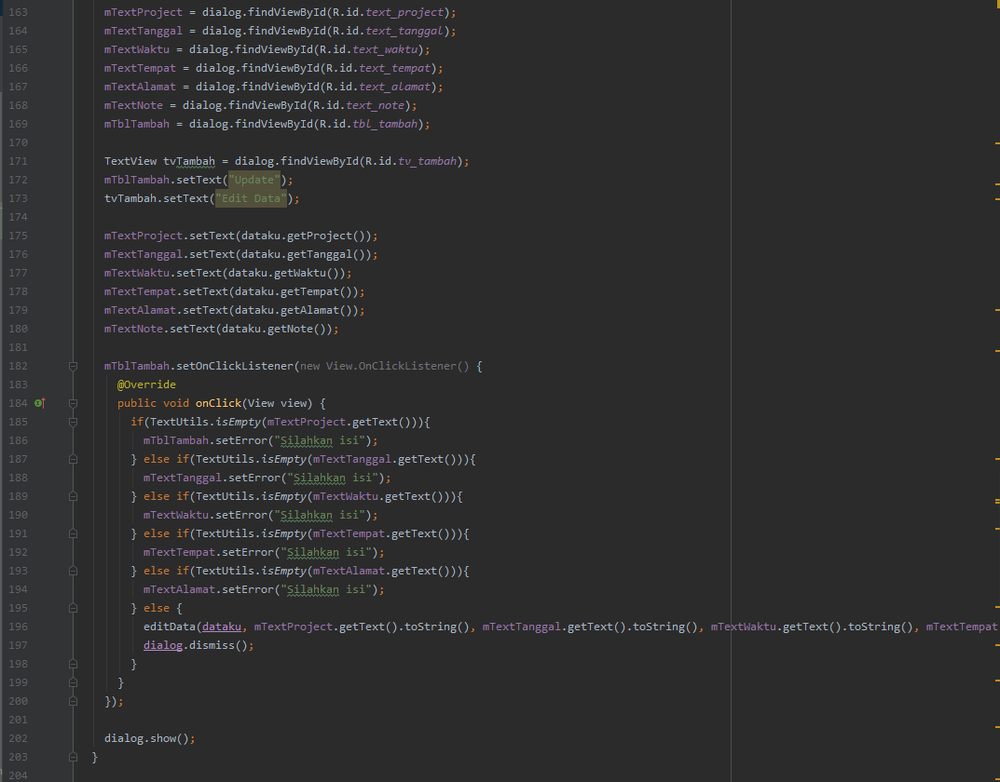 163 mTextProject = dialog.findViewById(R.id.text_project);
164 mTextTanggal = dialog.findViewById(R.id.text_tanggal);
165 mTextWaktu = dialog.findViewById(R.id.text_waktu);
166 mTextTempat = dialog.findViewById(R.id.text_tempat);
167 mTextAlamat = dialog.findViewById(R.id.text_alamat);
168 mTextNote = dialog.findViewById(R.id.text_note);
169 mTblTambah = dialog.findViewById(R.id.tbl_tambah);
170
171 TextView tvTambah = dialog.findViewById(R.id.tv_tambah);
172 mTblTambah.setText("Update");
173 tvTambah.setText("Edit Data");
174
175 mTextProject.setText(dataku.getProject());
176 mTextTanggal.setText(dataku.getTanggal());
177 mTextWaktu.setText(dataku.getWaktu());
178 mTextTempat.setText(dataku.getTempat());
179 mTextAlamat.setText(dataku.getAlamat());
180 mTextNote.setText(dataku.getNote());
181
182 mTblTambah.setOnClickListener(new View.OnClickListener() {
183 @Override
184 public void onClick(View view) {
185 if(TextUtils.isEmpty(mTextProject.getText())){
186 mTblTambah.setError("Silahkan isi");
187 } else if(TextUtils.isEmpty(mTextTanggal.getText())){
188 mTextTanggal.setError("Silahkan isi");
189 } else if(TextUtils.isEmpty(mTextWaktu.getText())){
190 mTextWaktu.setError("Silahkan isi");
191 } else if(TextUtils.isEmpty(mTextTempat.getText())){
192 mTextTempat.setError("Silahkan isi");
193 } else if(TextUtils.isEmpty(mTextAlamat.getText())){
194 mTextAlamat.setError("Silahkan isi");
195 } else {
196 editData(dataku, mTextProject.getText().toString(), mTextTanggal.getText().toString(), mTextWaktu.getText().toString(), mTextTempat
197 dialog.dismiss();
198 }
199 }
200 });
201
202 dialog.show();
203 }
204